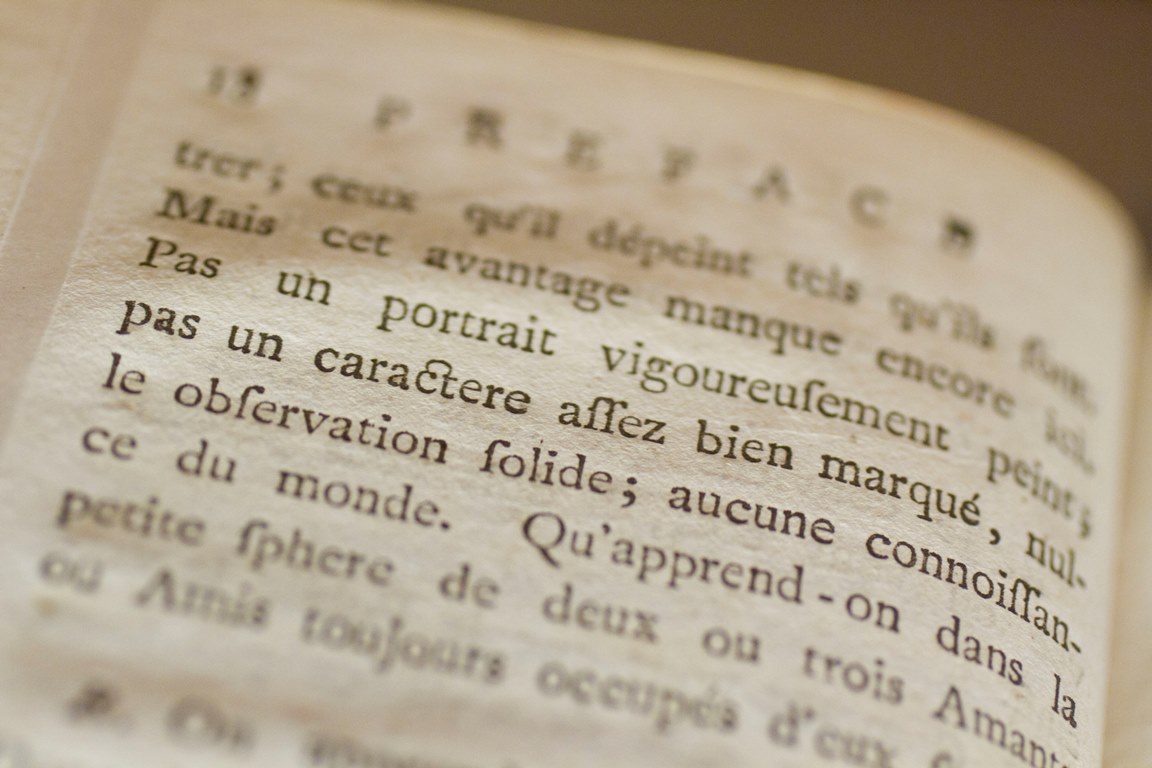 PREFACE
trer; ceux qu'il dépeint tels qu'ils ſont.
Mais cet avantage manque encore ici.
Pas un portrait vigoureuſement peint;
pas un caractere aſſez bien marqué, nul-
le obſervation ſolide; aucune connoiſſan-
ce du monde. Qu'apprend-on dans la
petite ſphere de deux ou trois Amants
ou Amis toujours occupés d'eux
R. On